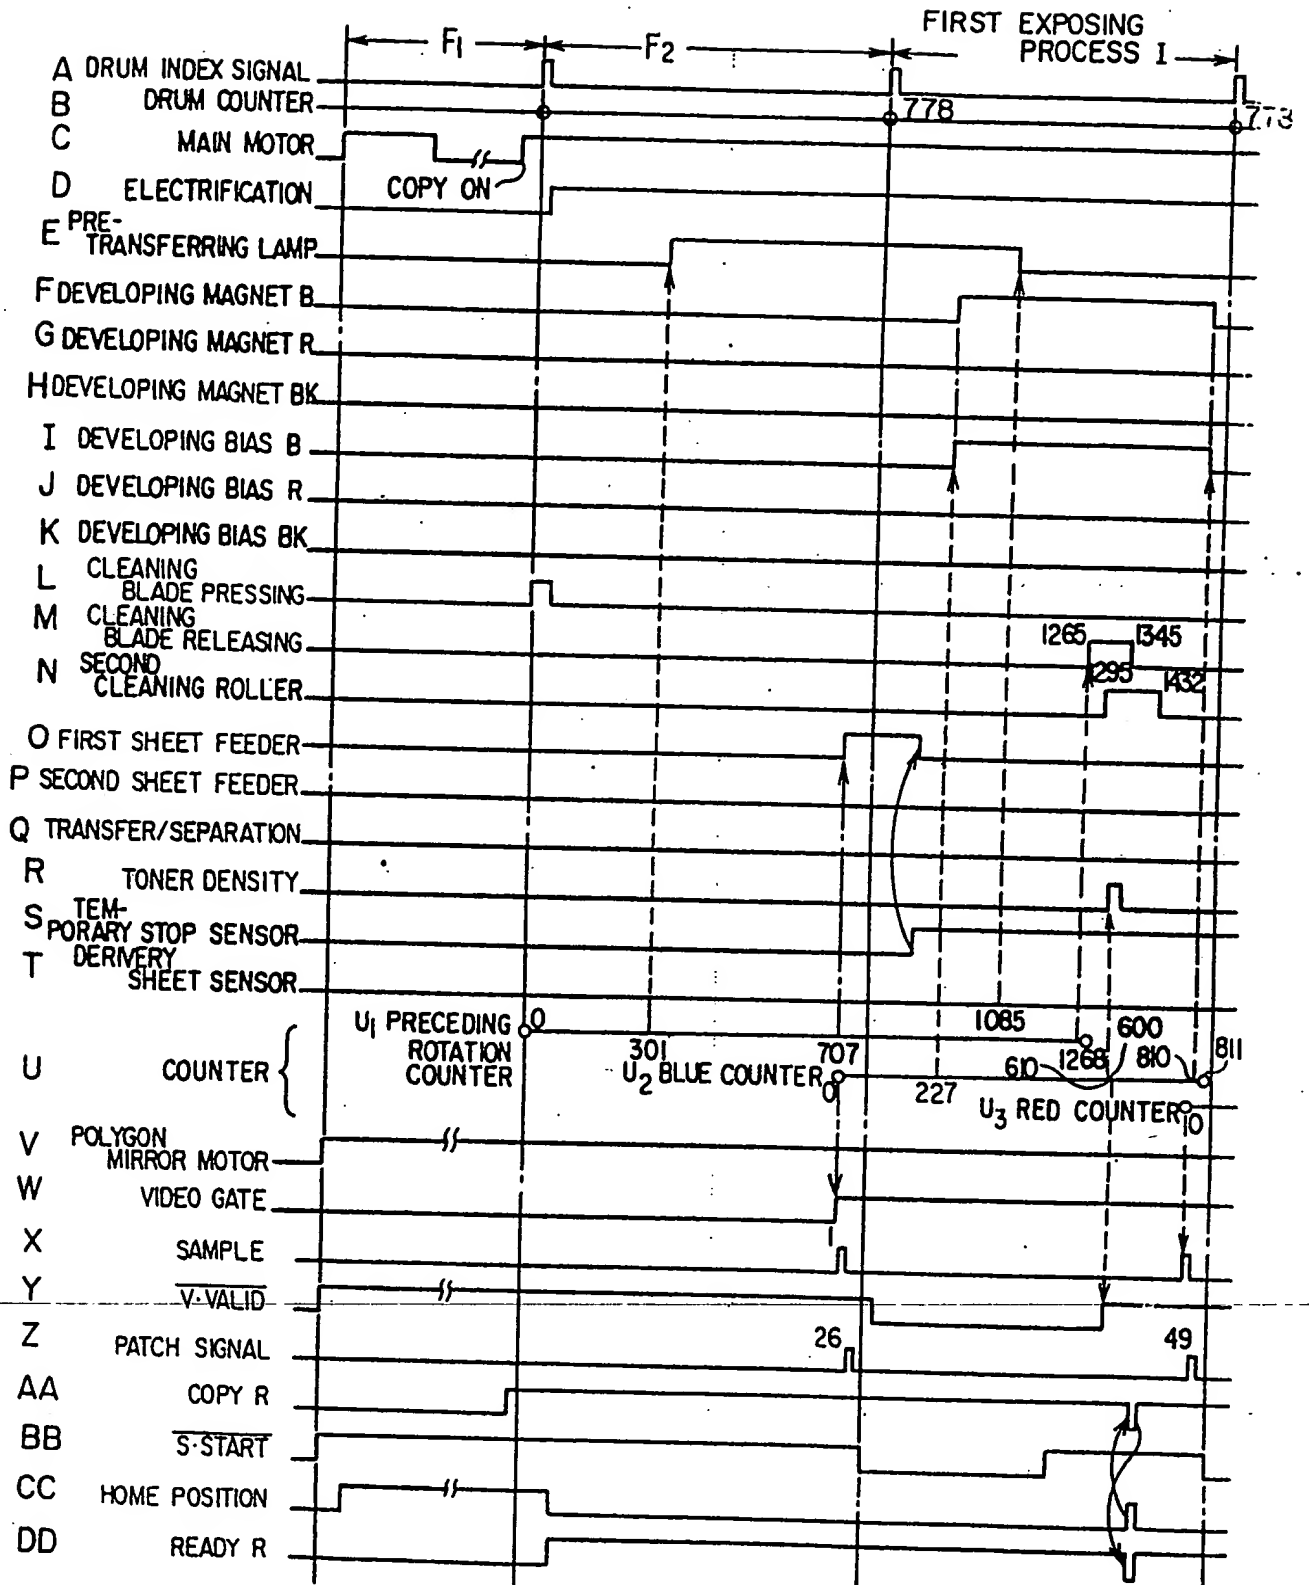 FIRST EXPOSING
F1 F2 PROCESS I
A DRUM INDEX SIGNAL
B DRUM COUNTER 778 778
C MAIN MOTOR
COPY ON
D ELECTRIFICATION
E PRE-
TRANSFERRING LAMP
F DEVELOPING MAGNET B
G DEVELOPING MAGNET R
H DEVELOPING MAGNET BK
I DEVELOPING BIAS B
J DEVELOPING BIAS R
K DEVELOPING BIAS BK
L CLEANING
BLADE PRESSING
M CLEANING
BLADE RELEASING 1265 1345
N SECOND 1295 1432
CLEANING ROLLER
O FIRST SHEET FEEDER
P SECOND SHEET FEEDER
Q TRANSFER/SEPARATION
R TONER DENSITY
S TEM-
PORARY STOP SENSOR
T DERIVERY
SHEET SENSOR
U1 PRECEDING 0 1085 600
ROTATION 301 707 1268 810 811
U COUNTER { COUNTER U2 BLUE COUNTER 0 227 610
U3 RED COUNTER 0
V POLYGON
MIRROR MOTOR
W VIDEO GATE
1
X SAMPLE
Y V·VALID
Z PATCH SIGNAL 26 49
AA COPY R
BB S·START
CC HOME POSITION
DD READY R